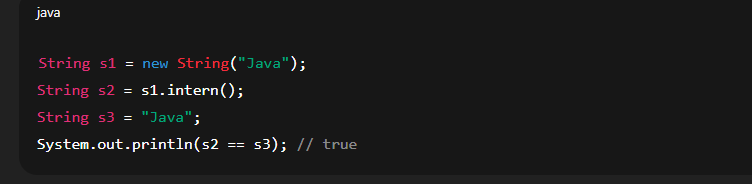 java
String s1 = new String("Java");
String s2 = s1.intern();
String s3 = "Java";
System.out.println(s2 == s3); // true